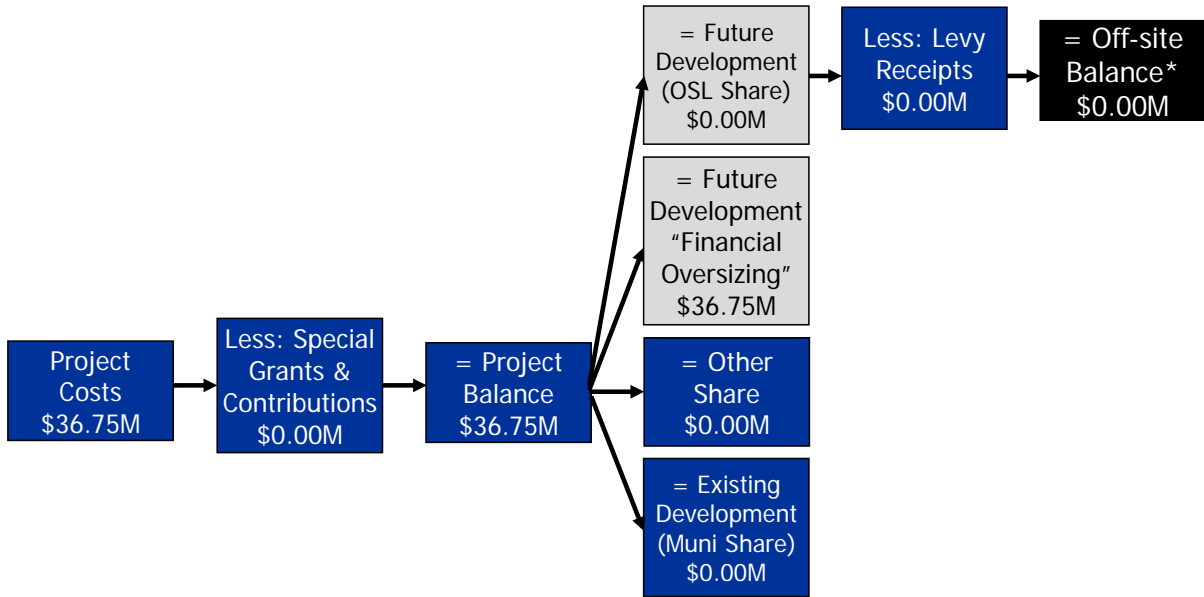 Project
Costs
$36.75M
Less: Special
Grants &
Contributions
$0.00M
= Project
Balance
$36.75M
= Future
Development
(OSL Share)
$0.00M
Less: Levy
Receipts
$0.00M
= Off-site
Balance*
$0.00M
= Future
Development
“Financial
Oversizing”
$36.75M
= Other
Share
$0.00M
= Existing
Development
(Muni Share)
$0.00M